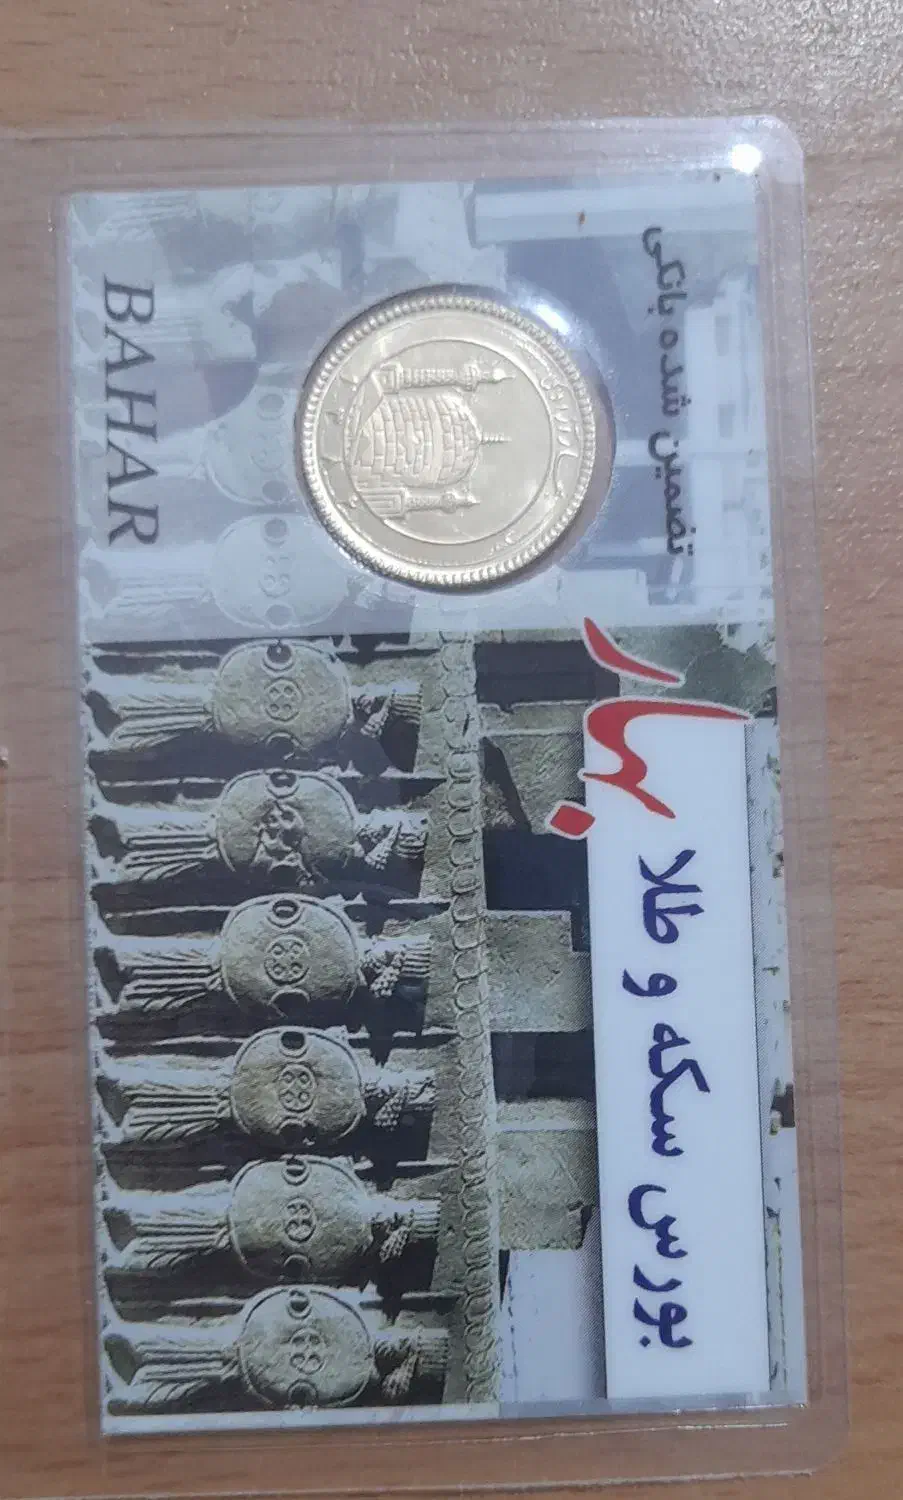 تضمین شده بانکی
بهار
بورس سکه و طلا
BAHAR